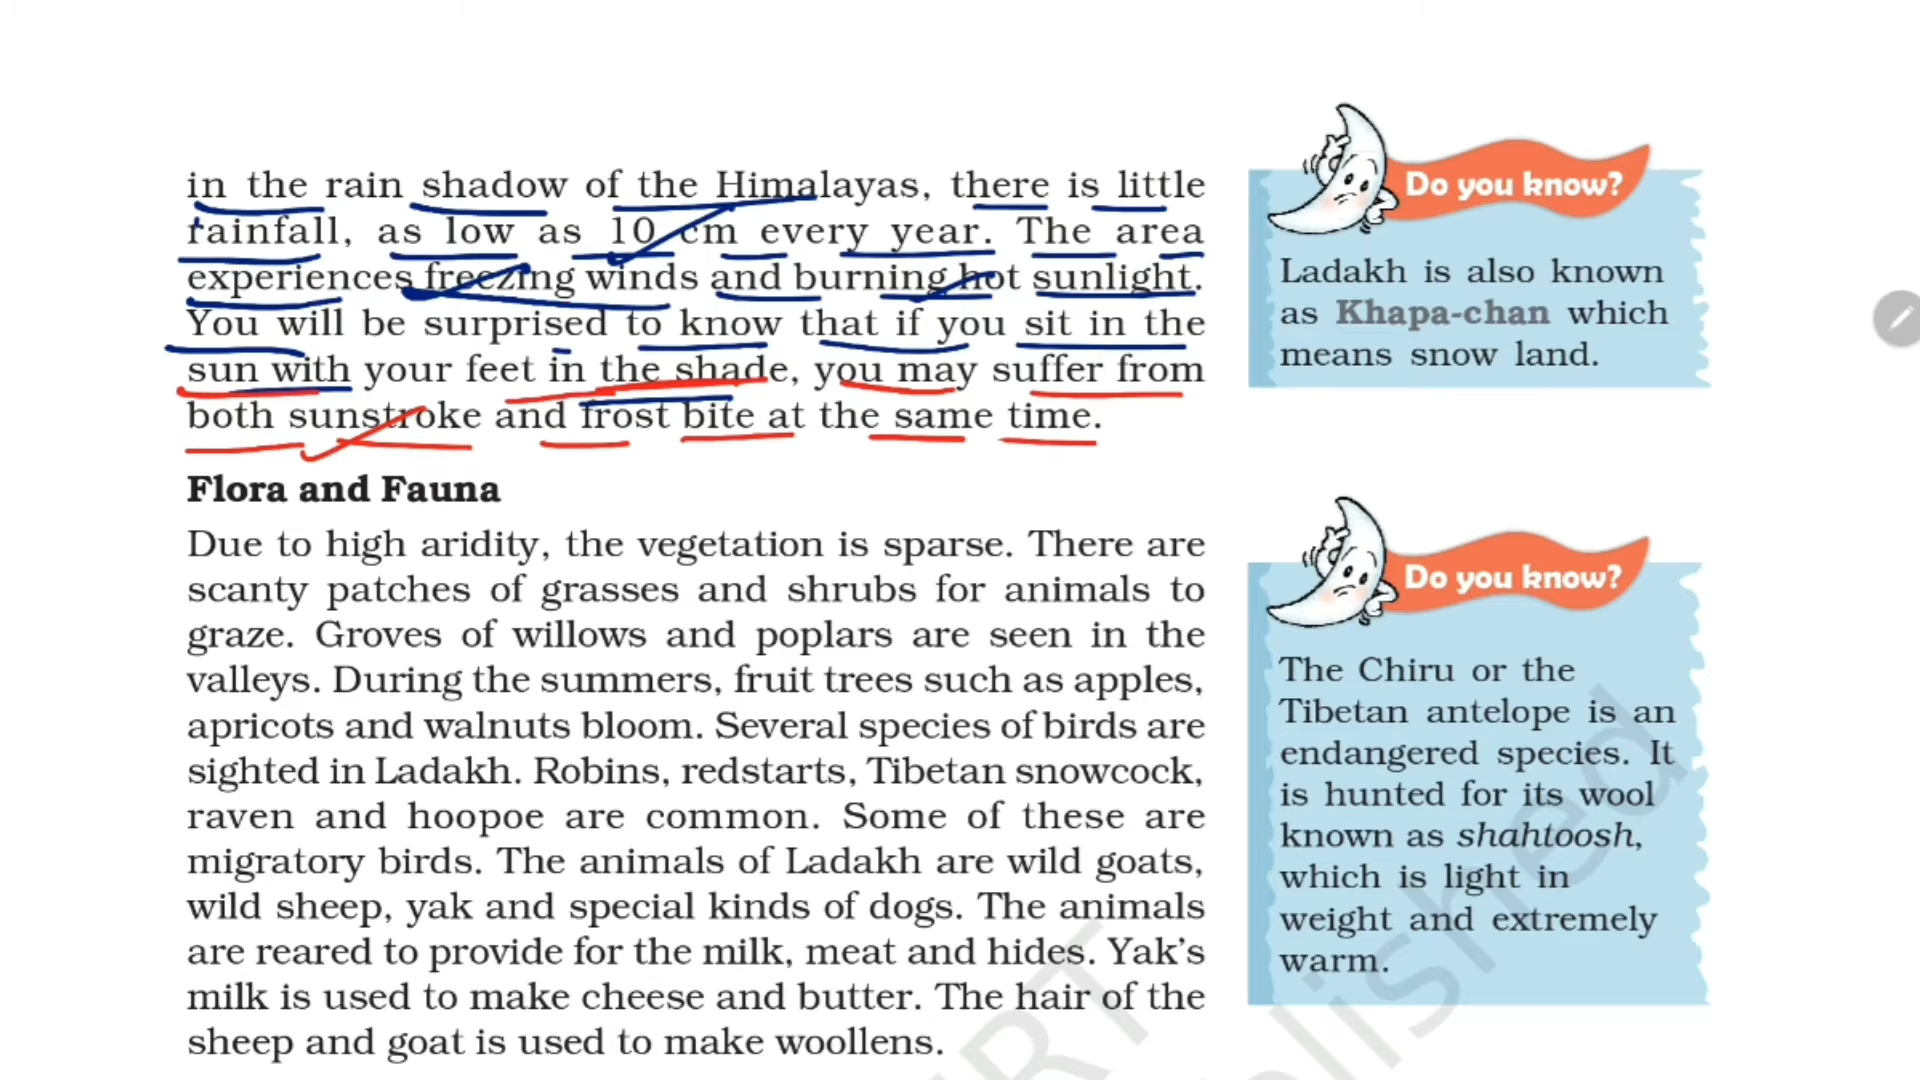 in the rain shadow of the Himalayas, there is little
rainfall, as low as 10 cm every year. The area
experiences freezing winds and burning hot sunlight.
You will be surprised to know that if you sit in the
sun with your feet in the shade, you may suffer from
both sunstroke and frost bite at the same time.
Flora and Fauna
Due to high aridity, the vegetation is sparse. There are
scanty patches of grasses and shrubs for animals to
graze. Groves of willows and poplars are seen in the
valleys. During the summers, fruit trees such as apples,
apricots and walnuts bloom. Several species of birds are
sighted in Ladakh. Robins, redstarts, Tibetan snowcock,
raven and hoopoe are common. Some of these are
migratory birds. The animals of Ladakh are wild goats,
wild sheep, yak and special kinds of dogs. The animals
are reared to provide for the milk, meat and hides. Yak's
milk is used to make cheese and butter. The hair of the
sheep and goat is used to make woollens.
Do you know?
Ladakh is also known
as Khapa-chan which
means snow land.
Do you know?
The Chiru or the
Tibetan antelope is an
endangered species. It
is hunted for its wool
known as shahtoosh,
which is light in
weight and extremely
warm.